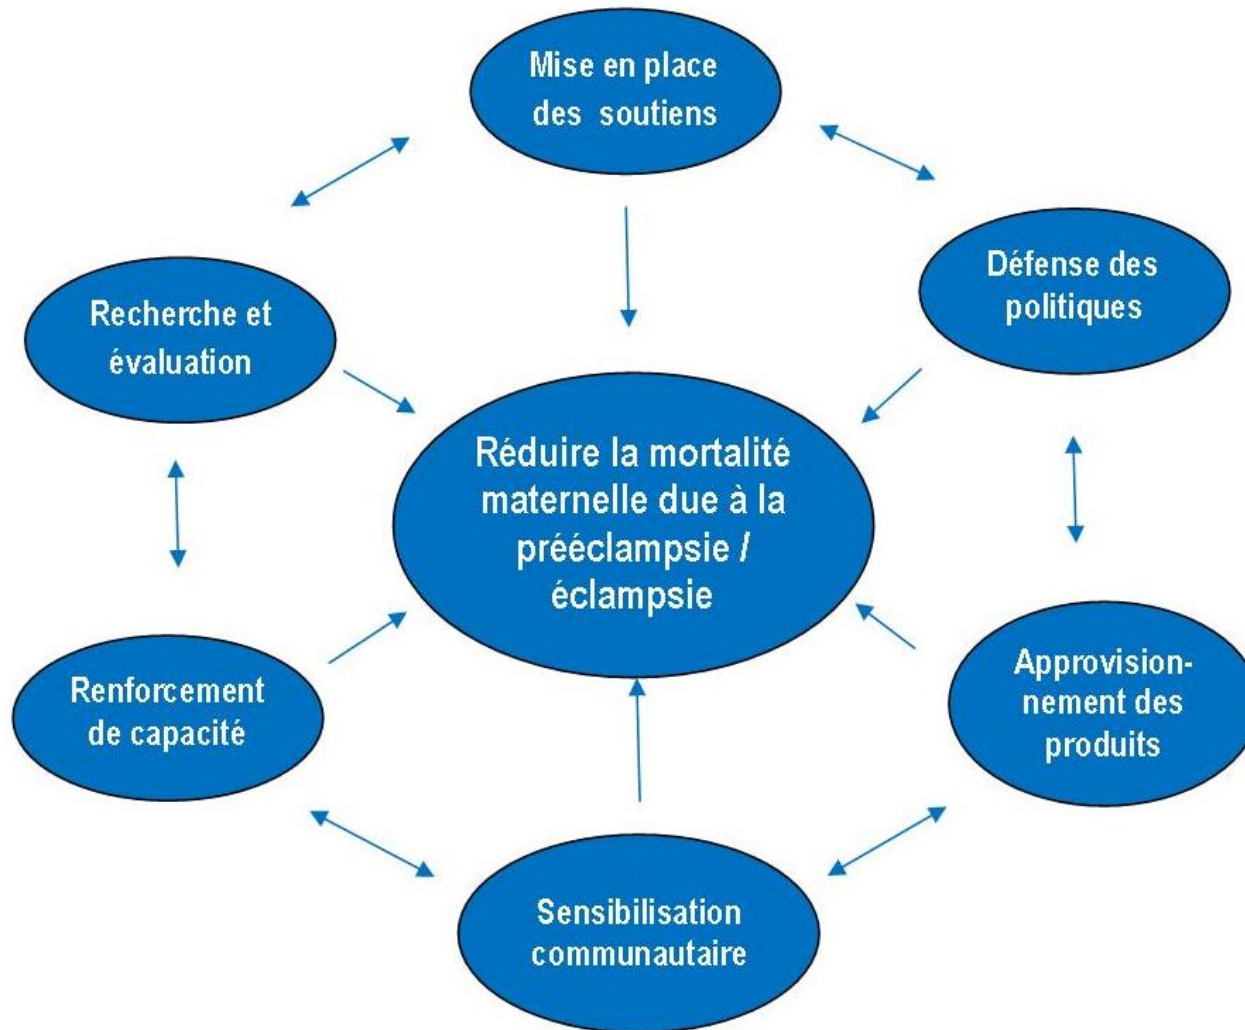 Mise en place
des soutiens
Défense des
politiques
Recherche et
évaluation
Réduire la mortalité
maternelle due à la
prééclampsie /
éclampsie
Renforcement
de capacité
Approvision-
nement des
produits
Sensibilisation
communautaire